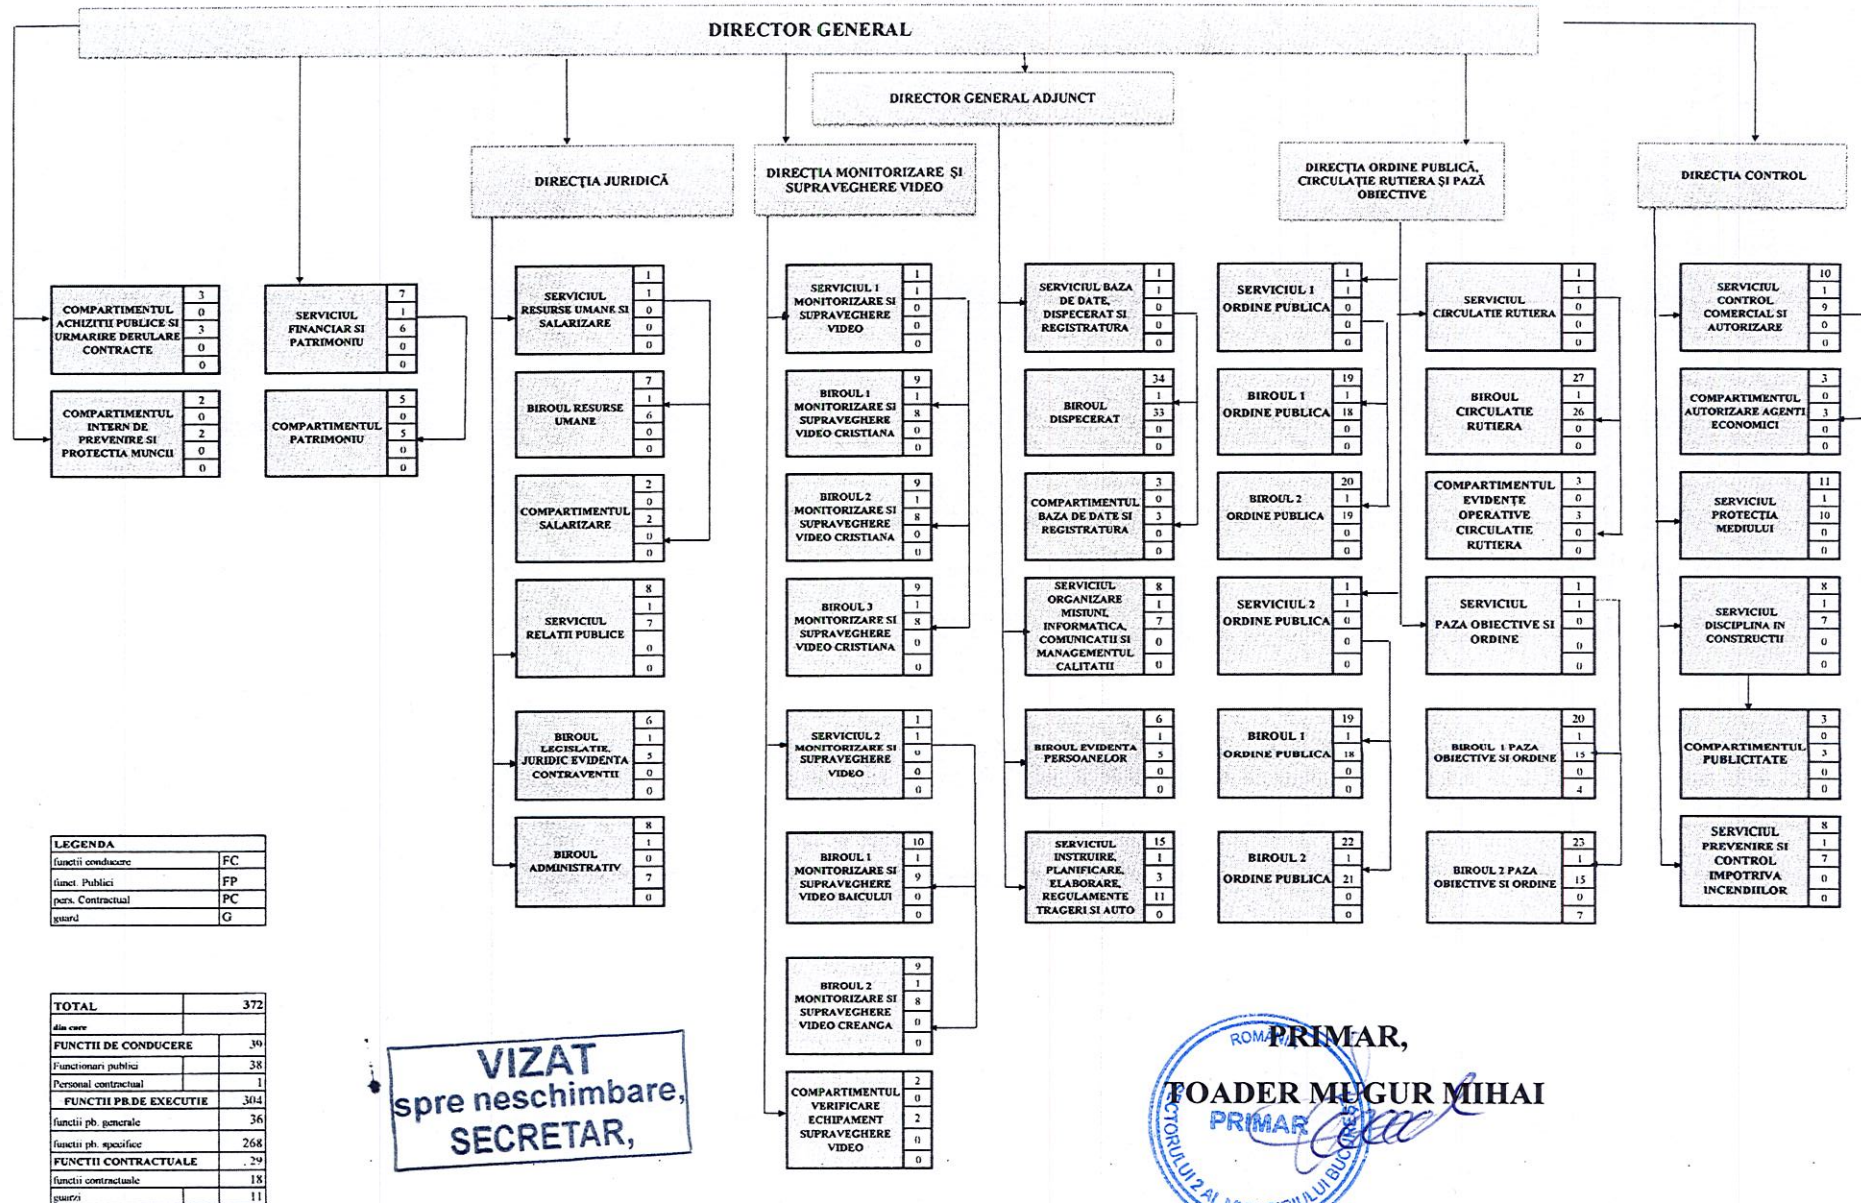 DIRECTOR GENERAL
DIRECTOR GENERAL ADJUNCT
DIRECȚIA JURIDICĂ
DIRECȚIA MONITORIZARE ȘI
SUPRAVEGHERE VIDEO
DIRECȚIA ORDINE PUBLICĂ,
CIRCULAȚIE RUTIERA ȘI PAZĂ
OBIECTIVE
DIRECȚIA CONTROL
COMPARTIMENTUL
ACHIZITII PUBLICE SI
URMARIRE DERULARE
CONTRACTE
3
0
3
0
0
COMPARTIMENTUL
INTERN DE
PREVENIRE SI
PROTECTIA MUNCII
2
0
2
0
0
SERVICIUL
FINANCIAR SI
PATRIMONIU
7
1
6
0
0
COMPARTIMENTUL
PATRIMONIU
5
0
5
0
0
SERVICIUL
RESURSE UMANE SI
SALARIZARE
1
1
0
0
0
BIROUL RESURSE
UMANE
7
1
6
0
0
COMPARTIMENTUL
SALARIZARE
2
0
2
0
0
SERVICIUL
RELATII PUBLICE
8
1
7
0
0
BIROUL
LEGISLATIE,
JURIDIC EVIDENTA
CONTRAVENTII
6
1
5
0
0
BIROUL
ADMINISTRATIV
8
1
0
7
0
SERVICIUL 1
MONITORIZARE SI
SUPRAVEGHERE
VIDEO
1
1
0
0
0
BIROUL 1
MONITORIZARE SI
SUPRAVEGHERE
VIDEO CRISTIANA
9
1
8
0
0
BIROUL 2
MONITORIZARE SI
SUPRAVEGHERE
VIDEO CRISTIANA
9
1
8
0
0
BIROUL 3
MONITORIZARE SI
SUPRAVEGHERE
VIDEO CRISTIANA
9
1
8
0
0
SERVICIUL 2
MONITORIZARE SI
SUPRAVEGHERE
VIDEO
1
1
0
0
0
BIROUL 1
MONITORIZARE SI
SUPRAVEGHERE
VIDEO BAICULUI
10
1
9
0
0
BIROUL 2
MONITORIZARE SI
SUPRAVEGHERE
VIDEO CREANGA
9
1
8
0
0
COMPARTIMENTUL
VERIFICARE
ECHIPAMENT
SUPRAVEGHERE
VIDEO
2
0
2
0
0
SERVICIUL BAZA
DE DATE,
DISPECERAT SI
REGISTRATURA
1
1
0
0
0
BIROUL
DISPECERAT
34
1
33
0
0
COMPARTIMENTUL
BAZA DE DATE SI
REGISTRATURA
3
0
3
0
0
SERVICIUL
ORGANIZARE
MISIUNI,
INFORMATICA,
COMUNICATII SI
MANAGEMENTUL
CALITATII
8
1
7
0
0
BIROUL EVIDENTA
PERSOANELOR
6
1
5
0
0
SERVICIUL
INSTRUIRE,
PLANIFICARE,
ELABORARE,
REGULAMENTE
TRAGERI SI AUTO
15
1
3
11
0
SERVICIUL 1
ORDINE PUBLICA
1
1
0
0
0
BIROUL 1
ORDINE PUBLICA
19
1
18
0
0
BIROUL 2
ORDINE PUBLICA
20
1
19
0
0
SERVICIUL 2
ORDINE PUBLICA
1
1
0
0
0
BIROUL 1
ORDINE PUBLICA
19
1
18
0
0
BIROUL 2
ORDINE PUBLICA
22
1
21
0
0
SERVICIUL
CIRCULATIE RUTIERA
1
1
0
0
0
BIROUL
CIRCULATIE
RUTIERA
27
1
26
0
0
COMPARTIMENTUL
EVIDENTE
OPERATIVE
CIRCULATIE
RUTIERA
3
0
3
0
0
SERVICIUL
PAZA OBIECTIVE SI
ORDINE
1
1
0
0
0
BIROUL 1 PAZA
OBIECTIVE SI ORDINE
20
1
15
0
4
BIROUL 2 PAZA
OBIECTIVE SI ORDINE
23
1
15
0
7
SERVICIUL
CONTROL
COMERCIAL SI
AUTORIZARE
10
1
9
0
0
COMPARTIMENTUL
AUTORIZARE AGENTI
ECONOMICI
3
0
3
0
0
SERVICIUL
PROTECTIA
MEDIULUI
11
1
10
0
0
SERVICIUL
DISCIPLINA IN
CONSTRUCTII
8
1
7
0
0
COMPARTIMENTUL
PUBLICITATE
3
0
3
0
0
SERVICIUL
PREVENIRE SI
CONTROL
IMPOTRIVA
INCENDIILOR
8
1
7
0
0
LEGENDA
functii conducere FC
funct. Publici FP
pers. Contractual PC
guard G
TOTAL 372
din care
FUNCTII DE CONDUCERE 39
Functionari publici 38
Personal contractual 1
FUNCTII PB.DE EXECUTIE 304
functii pb. generale 36
functii pb. specifice 268
FUNCTII CONTRACTUALE 29
functii contractuale 18
guarzi 11
VIZAT
spre neschimbare,
SECRETAR,
PRIMAR,
TOADER MUGUR MIHAI
ROMÂNIA
PRIMAR
SECTORULUI 2 AL MUNICIPIULUI BUCUREȘTI